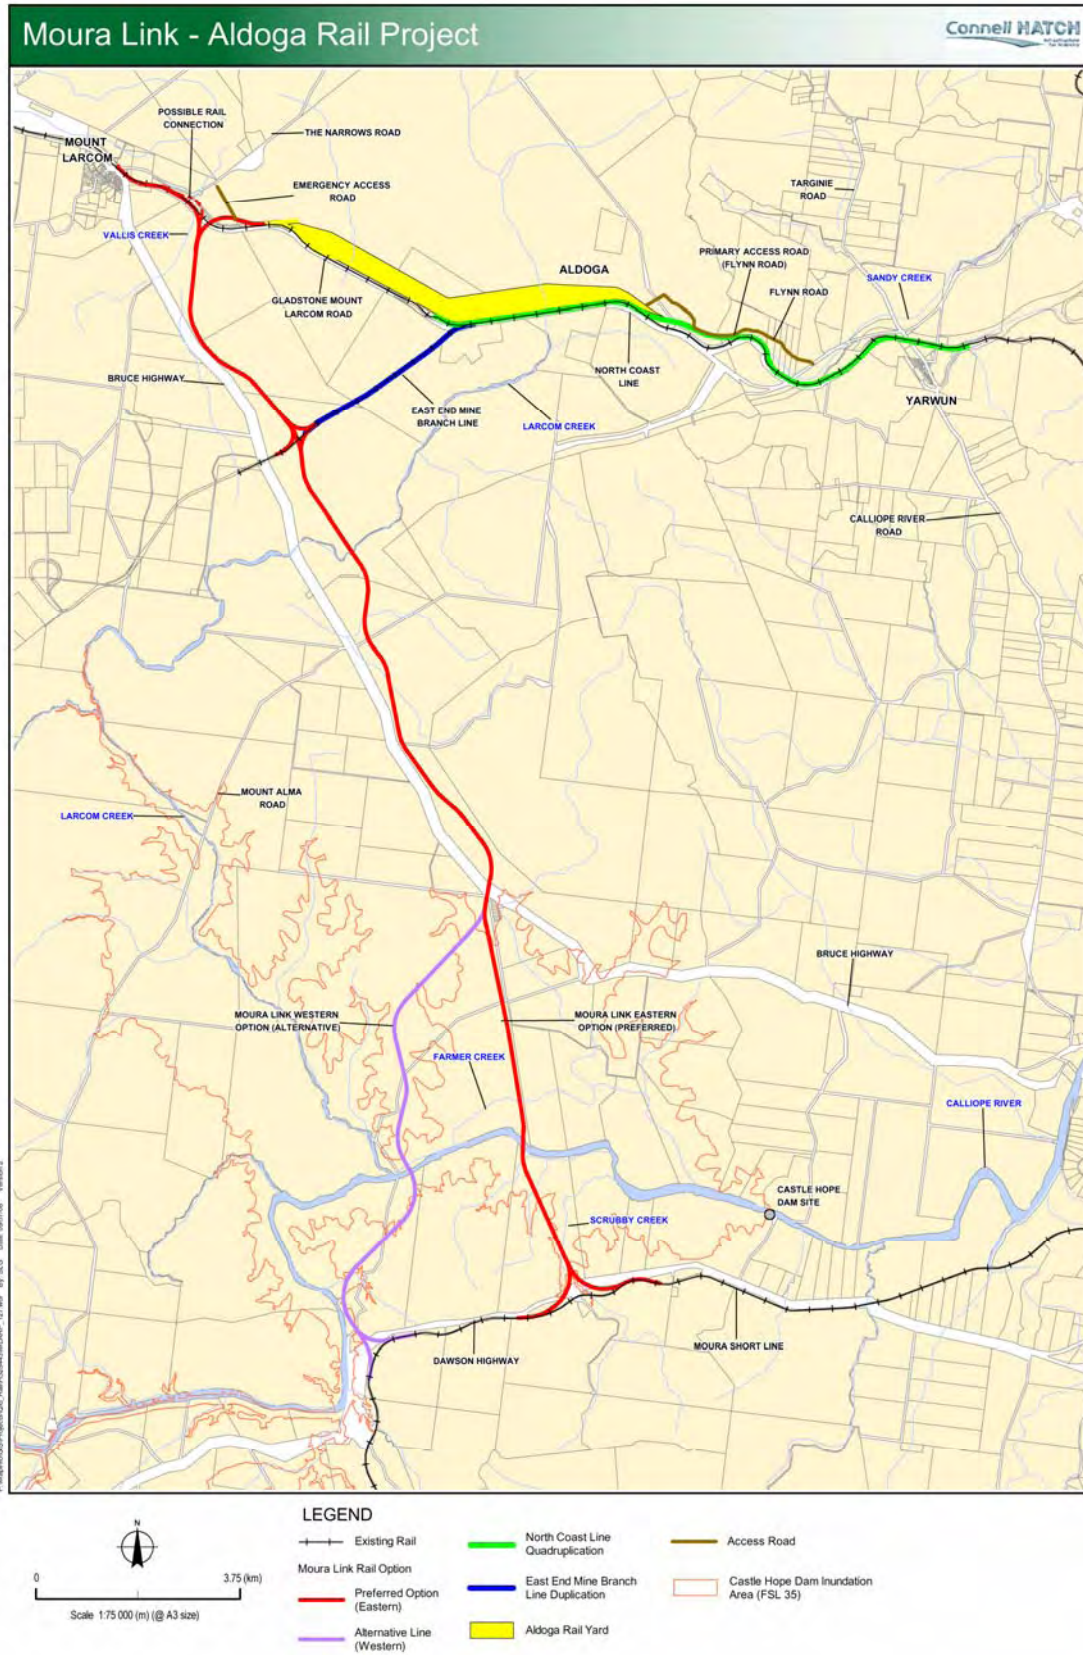 Moura Link - Aldoga Rail Project
Connell HATCH
POSSIBLE RAIL
CONNECTION
THE NARROWS ROAD
MOUNT
LARCOM
EMERGENCY ACCESS
ROAD
TARGINIE
ROAD
VALLIS CREEK
PRIMARY ACCESS ROAD
(FLYNN ROAD)
ALDOGA
SANDY CREEK
FLYNN ROAD
GLADSTONE MOUNT
LARCOM ROAD
BRUCE HIGHWAY
NORTH COAST
LINE
YARWUN
EAST END MINE
BRANCH LINE
LARCOM CREEK
CALLIOPE RIVER
ROAD
MOUNT ALMA
ROAD
LARCOM CREEK
BRUCE HIGHWAY
MOURA LINK WESTERN
OPTION (ALTERNATIVE)
MOURA LINK EASTERN
OPTION (PREFERRED)
FARMER CREEK
CALLIOPE RIVER
CASTLE HOPE
DAM SITE
SCRUBBY CREEK
MOURA SHORT LINE
DAWSON HIGHWAY
LEGEND
N
0 3.75 (km)
Scale 1:75 000 (m) (@ A3 size)
Existing Rail
Moura Link Rail Option
Preferred Option
(Eastern)
Alternative Line
(Western)
North Coast Line
Quadruplication
East End Mine Branch
Line Duplication
Aldoga Rail Yard
Access Road
Castle Hope Dam Inundation
Area (FSL 35)